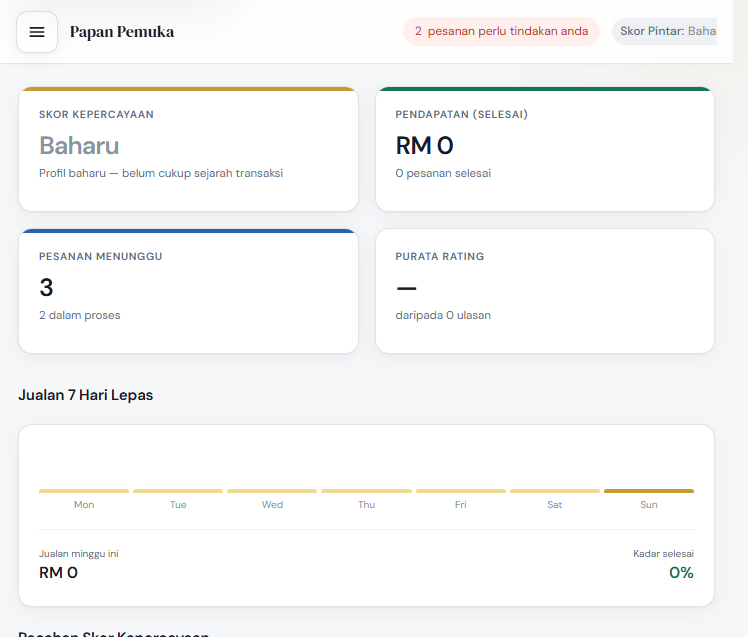 Papan Pemuka
2 pesanan perlu tindakan anda
Skor Pintar: Baha
SKOR KEPERCAYAAN
Baharu
Profil baharu — belum cukup sejarah transaksi
PENDAPATAN (SELESAI)
RM 0
0 pesanan selesai
PESANAN MENUNGGU
3
2 dalam proses
PURATA RATING
—
daripada 0 ulasan
Jualan 7 Hari Lepas
Mon Tue Wed Thu Fri Sat Sun
Jualan minggu ini
RM 0
Kadar selesai
0%